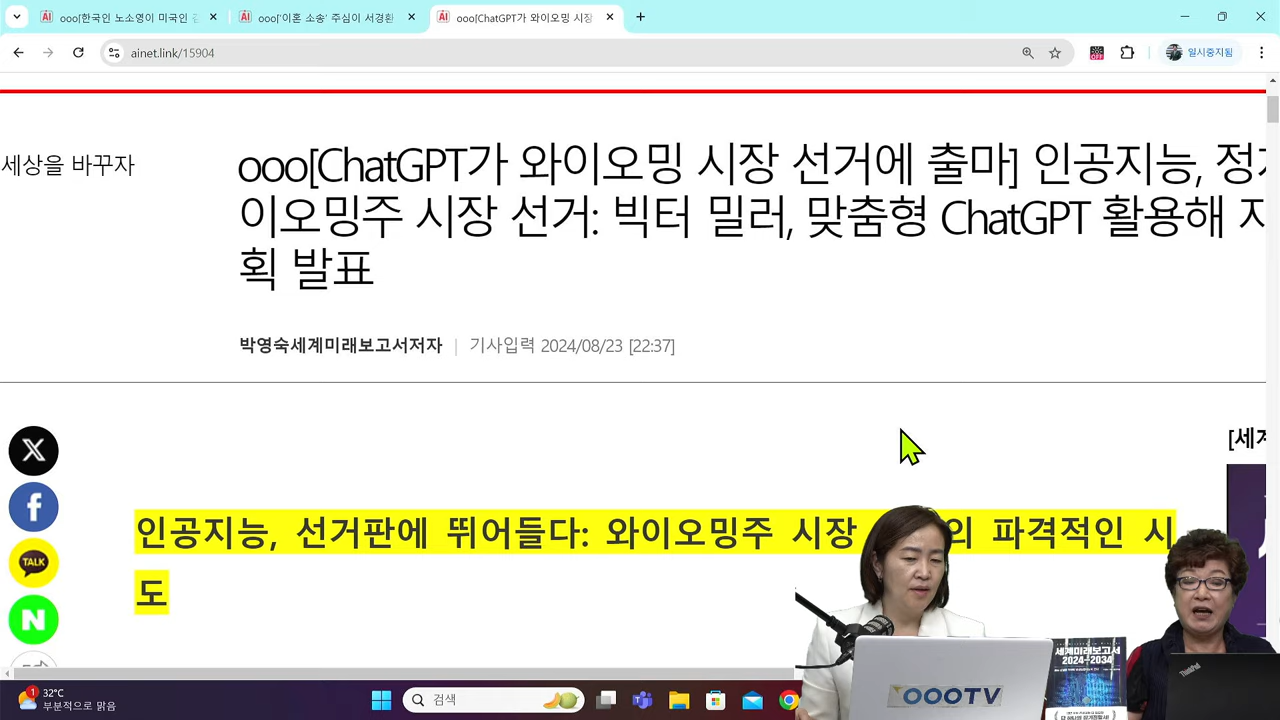 ooo[한국인 노소영이 미국인
ooo['이혼 소송' 주심이 서경환
ooo[ChatGPT가 와이오밍 시장
ainet.link/15904
OFF
일시중지됨
세상을 바꾸자
ooo[ChatGPT가 와이오밍 시장 선거에 출마] 인공지능,
이오밍주 시장 선거: 빅터 밀러, 맞춤형 ChatGPT 활용해
획 발표
박영숙세계미래보고서저자 | 기사입력 2024/08/23 [22:37]
X
f
TALK
N
인공지능, 선거판에 뛰어들다: 와이오밍주 시장 의 파격적인 시
도
세계미래보고서
2024-2034
OOOTV
ThinkPad
1
32°C
부분적으로 맑음
검색